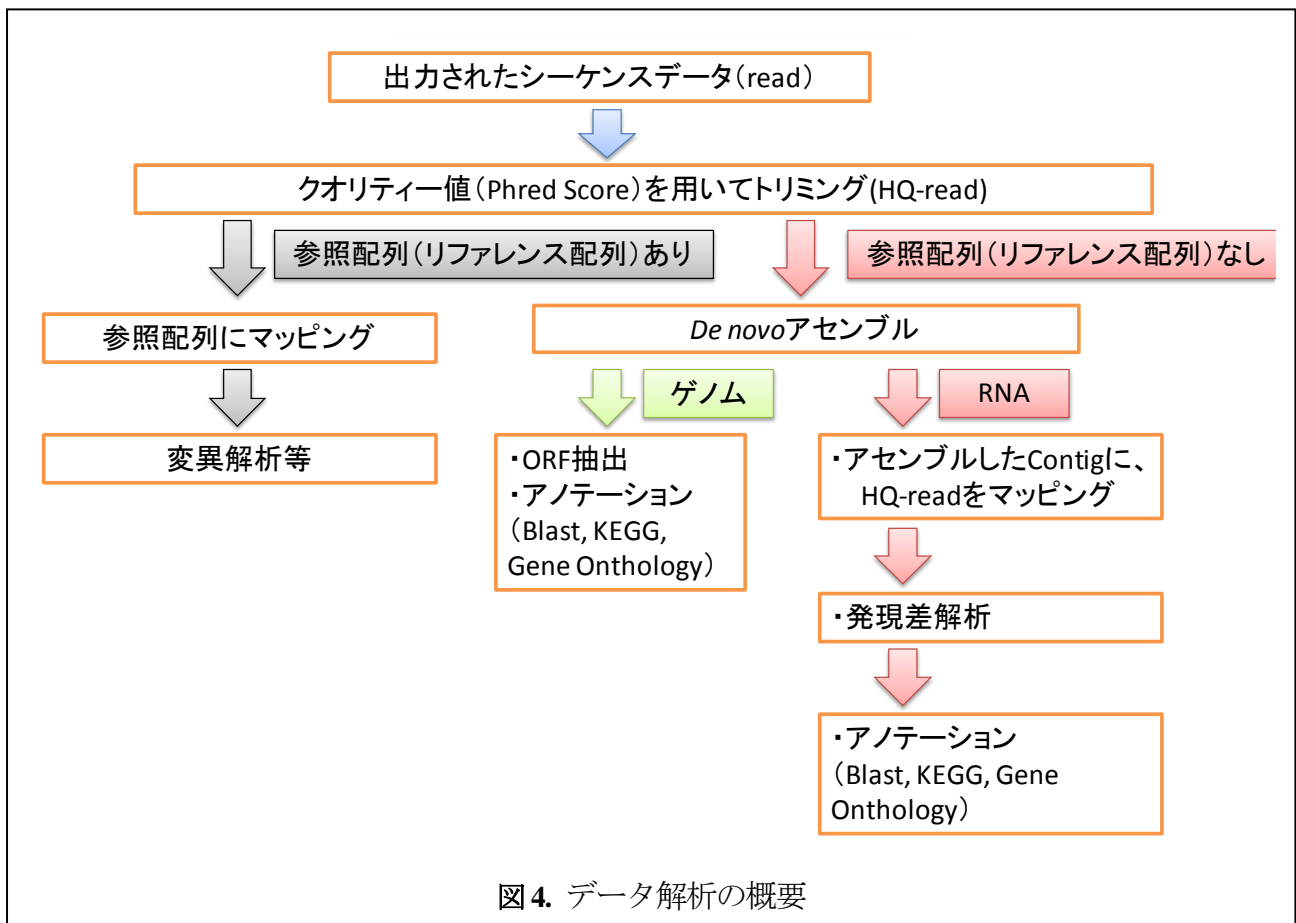 出力されたシーケンスデータ（read）
クオリティー値（Phred Score）を用いてトリミング(HQ-read)
参照配列（リファレンス配列）あり
参照配列（リファレンス配列）なし
参照配列にマッピング
De novoアセンブル
ゲノム
RNA
変異解析等
・ORF抽出
・アノテーション
（Blast, KEGG,
Gene Onthology）
・アセンブルしたContigに、
HQ-readをマッピング
・発現差解析
・アノテーション
（Blast, KEGG, Gene
Onthology）
図4. データ解析の概要